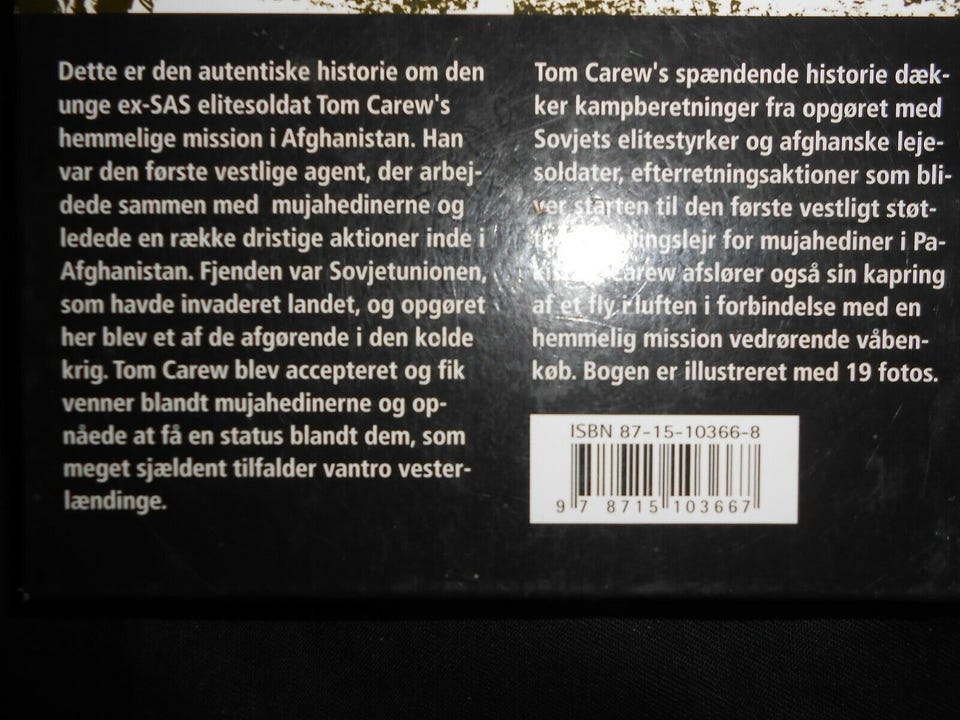 Dette er den autentiske historie om den
unge ex-SAS elitesoldat Tom Carew's
hemmelige mission i Afghanistan. Han
var den første vestlige agent, der arbej-
dede sammen med mujahedinerne og
ledede en række dristige aktioner inde i
Afghanistan. Fjenden var Sovjetunionen,
som havde invaderet landet, og opgøret
her blev et af de afgørende i den kolde
krig. Tom Carew blev accepteret og fik
venner blandt mujahedinerne og op-
nåede at få en status blandt dem, som
meget sjældent tilfalder vantro vester-
lændinge.
Tom Carew's spændende historie dæk-
ker kampberetninger fra opgøret med
Sovjets elitestyrker og afghanske leje-
soldater, efterretningsaktioner som bli-
ver starten til den første vestligt støt-
for mujahediner i Pa-
Carew afslører også sin kapring
af et fly i luften i forbindelse med en
hemmelig mission vedrørende våben-
køb. Bogen er illustreret med 19 fotos.
ISBN 87-15-10366-8
9 788715 103667